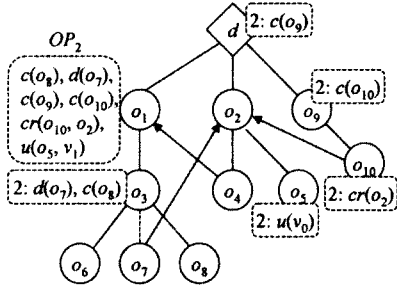 OP₂
c(o₈), d(o₇),
c(o₉), c(o₁₀),
cr(o₁₀, o₂),
u(o₅, v₁)
d
2: c(o₉)
o₁
o₂
o₉
2: c(o₁₀)
2: d(o₇), c(o₈)
o₃
o₄
o₅
o₁₀
2: u(v₀)
2: cr(o₂)
o₆
o₇
o₈